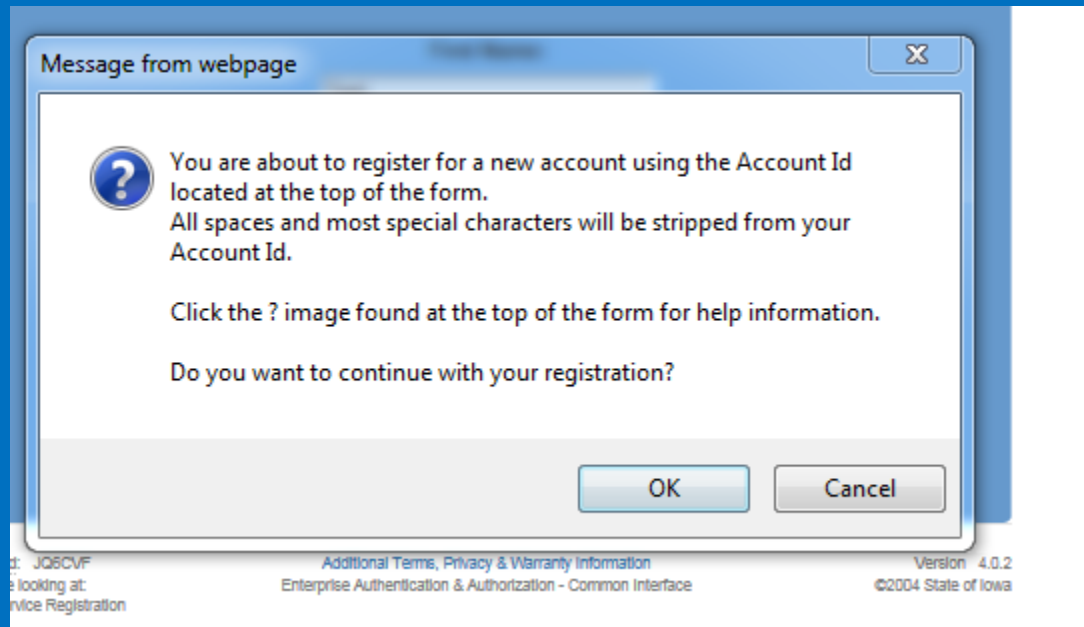 Message from webpage
You are about to register for a new account using the Account Id
located at the top of the form.
All spaces and most special characters will be stripped from your
Account Id.
Click the ? image found at the top of the form for help information.
Do you want to continue with your registration?
OK Cancel
d: JQ6CVF Additional Terms, Privacy & Warranty Information Version 4.0.2
looking at: Enterprise Authentication & Authorization - Common Interface ©2004 State of Iowa
Registration